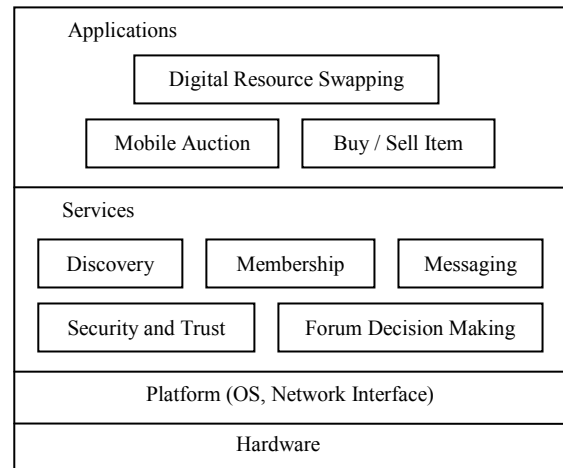 Applications
Digital Resource Swapping
Mobile Auction
Buy / Sell Item
Services
Discovery
Membership
Messaging
Security and Trust
Forum Decision Making
Platform (OS, Network Interface)
Hardware